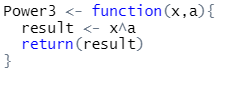 Power3 <- function(x,a){
  result <- x^a
  return(result)
}